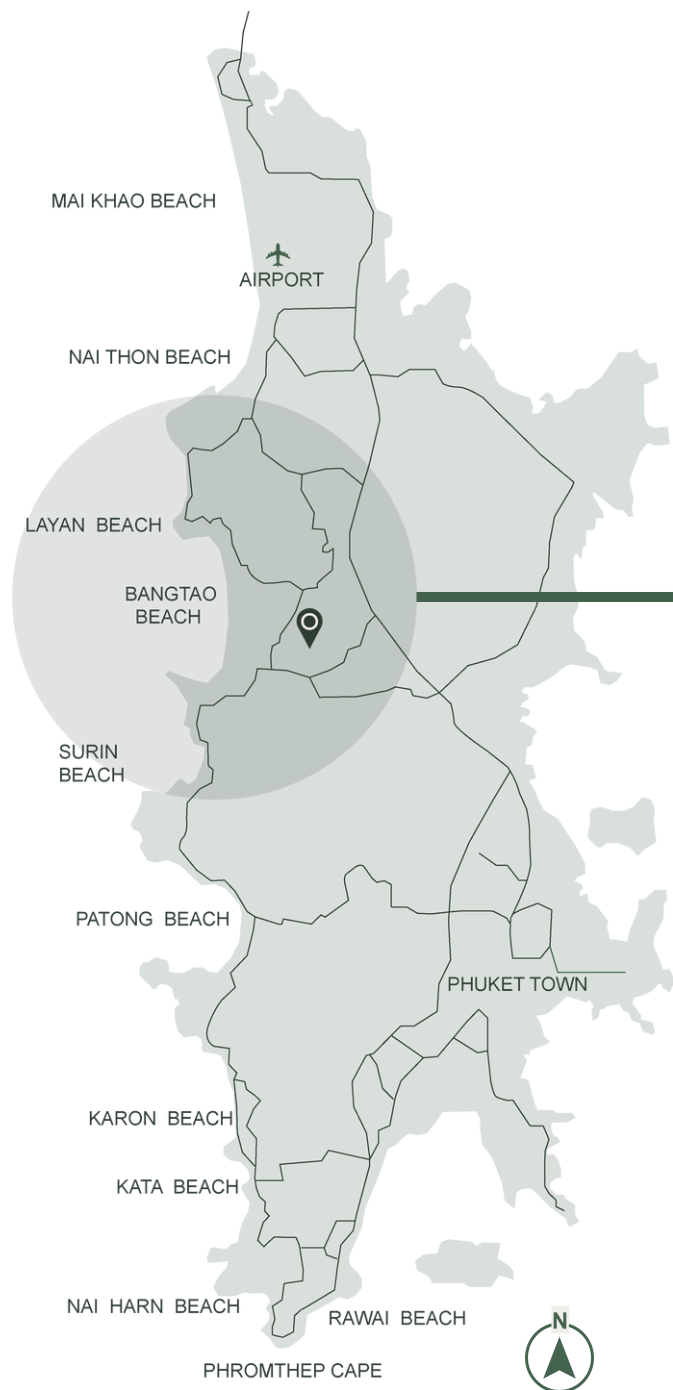 MAI KHAO BEACH
AIRPORT
NAI THON BEACH
LAYAN BEACH
BANGTAO
BEACH
SURIN
BEACH
PATONG BEACH
PHUKET TOWN
KARON BEACH
KATA BEACH
NAI HARN BEACH
RAWAI BEACH
N
PHROMTHEP CAPE